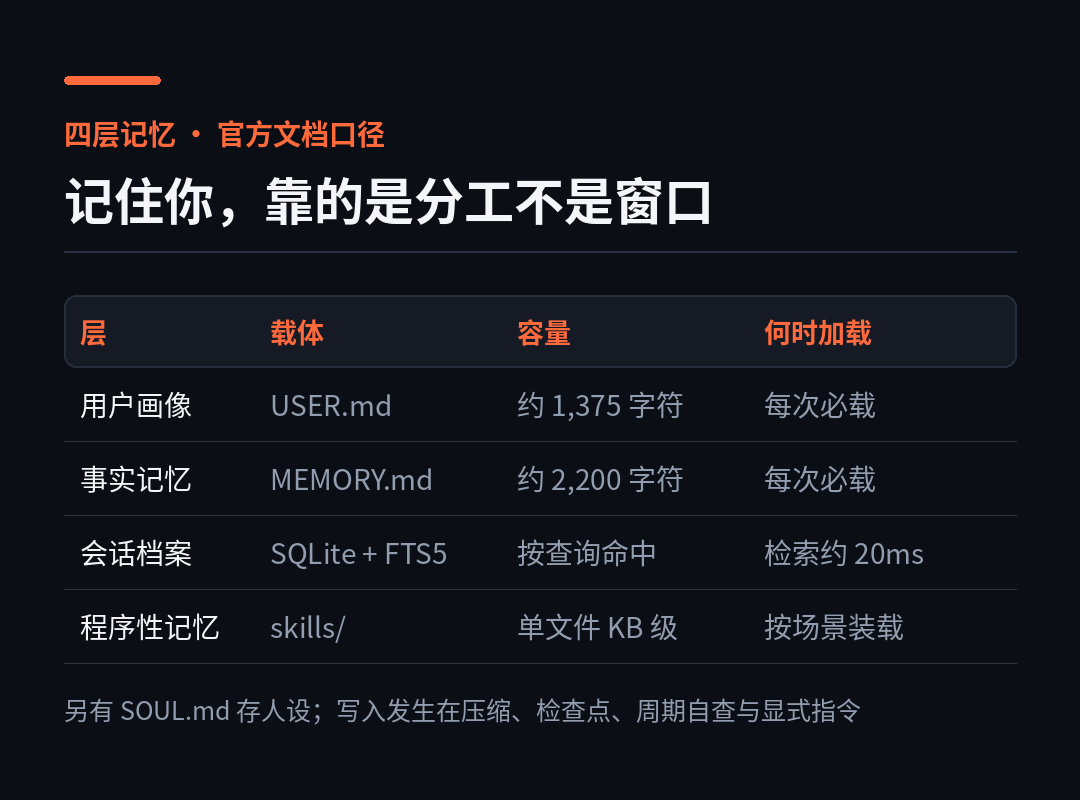 四层记忆 · 官方文档口径
记住你，靠的是分工不是窗口
层 载体 容量 何时加载
用户画像 USER.md 约 1,375 字符 每次必载
事实记忆 MEMORY.md 约 2,200 字符 每次必载
会话档案 SQLite + FTS5 按查询命中 检索约 20ms
程序性记忆 skills/ 单文件 KB 级 按场景装载
另有 SOUL.md 存人设；写入发生在压缩、检查点、周期自查与显式指令